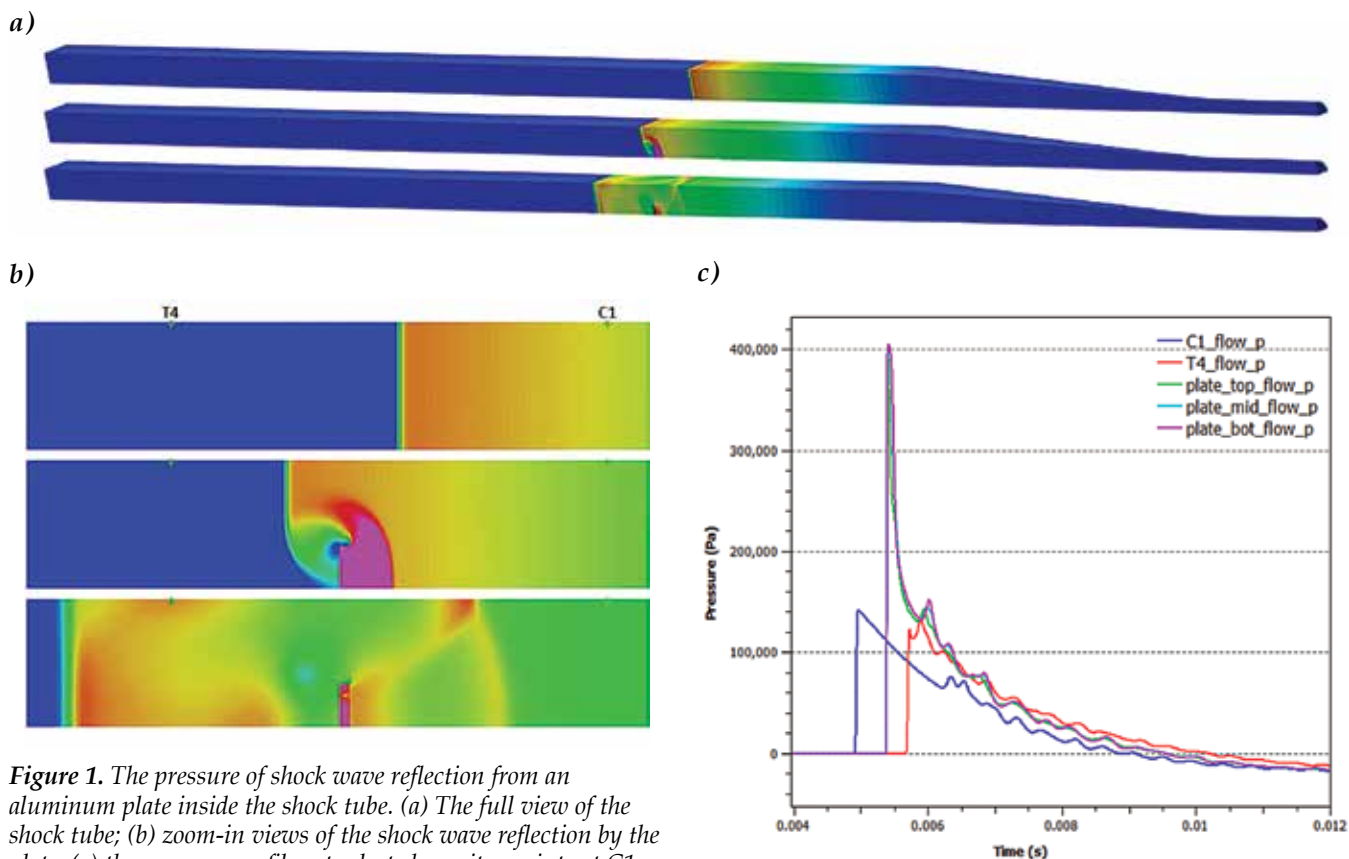 a)
b)
T4
C1
Figure 1. The pressure of shock wave reflection from an
aluminum plate inside the shock tube. (a) The full view of the
shock tube; (b) zoom-in views of the shock wave reflection by the
c)
400,000
300,000
200,000
100,000
0
Pressure (Pa)
C1_flow_p
T4_flow_p
plate_top_flow_p
plate_mid_flow_p
plate_bot_flow_p
0.004
0.006
0.008
0.010
0.012
Time (s)